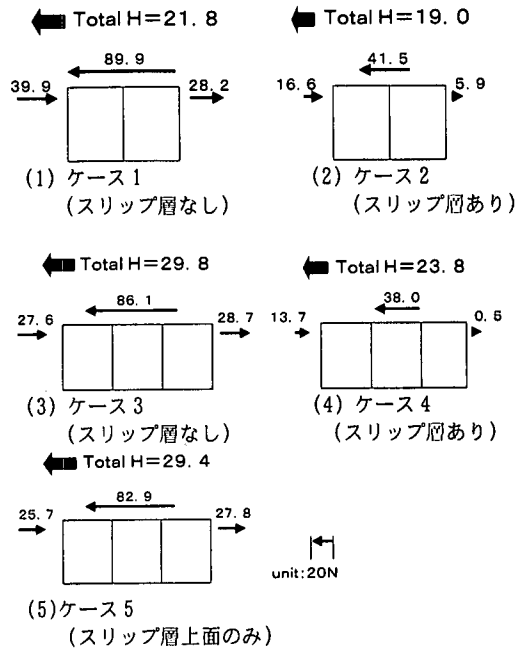 Total H=21.8
89.9
39.9
28.2
(1) ケース1
(スリップ層なし)
Total H=19.0
41.5
16.6
5.9
(2) ケース2
(スリップ層あり)
Total H=29.8
86.1
27.6
28.7
(3) ケース3
(スリップ層なし)
Total H=23.8
38.0
13.7
0.5
(4) ケース4
(スリップ層あり)
Total H=29.4
82.9
25.7
27.8
(5)ケース5
(スリップ層上面のみ)
unit:20N